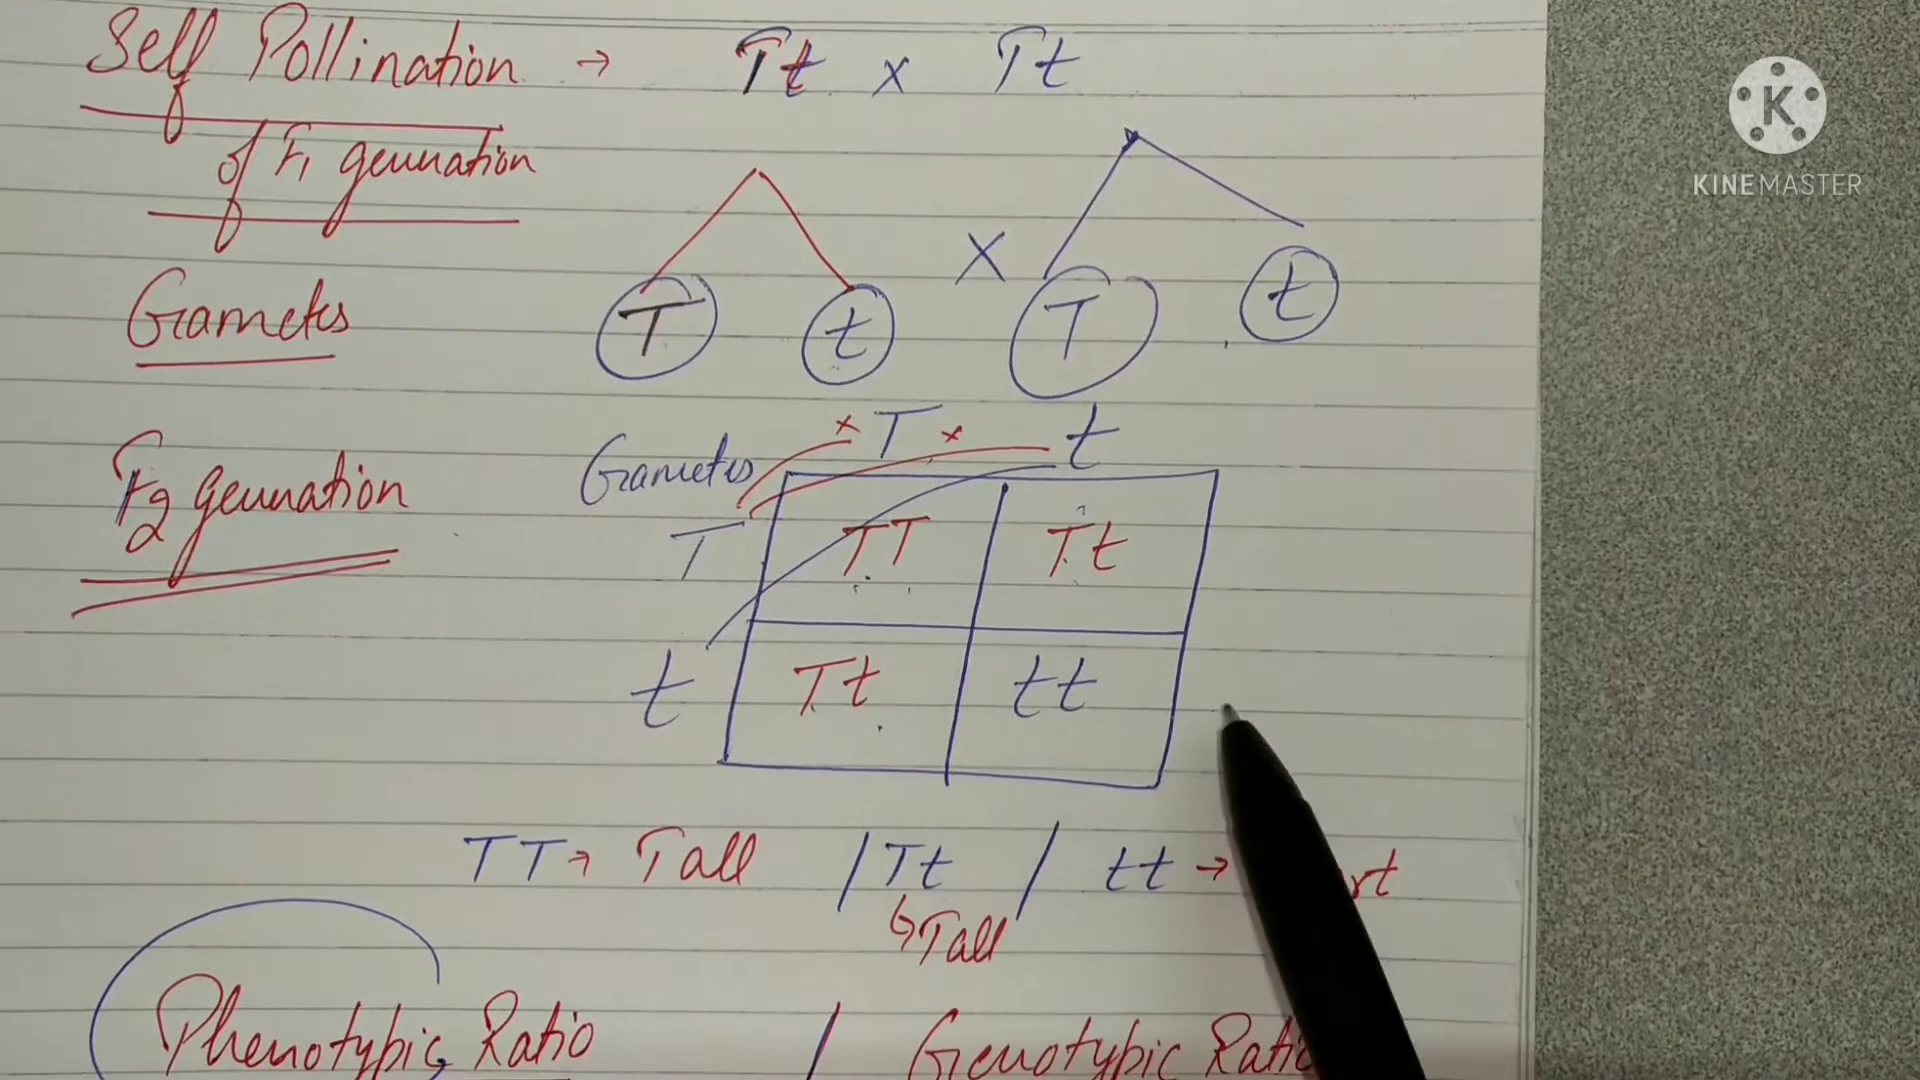 Self Pollination → Tt x Tt
of F1 generation
Gametes T t X T t
Gametes x T x t
F2 generation
T TT Tt
t Tt tt
TT → Tall / Tt / tt →
↳ Tall
Phenotypic Ratio / Genotypic Ratio
K
KINEMASTER